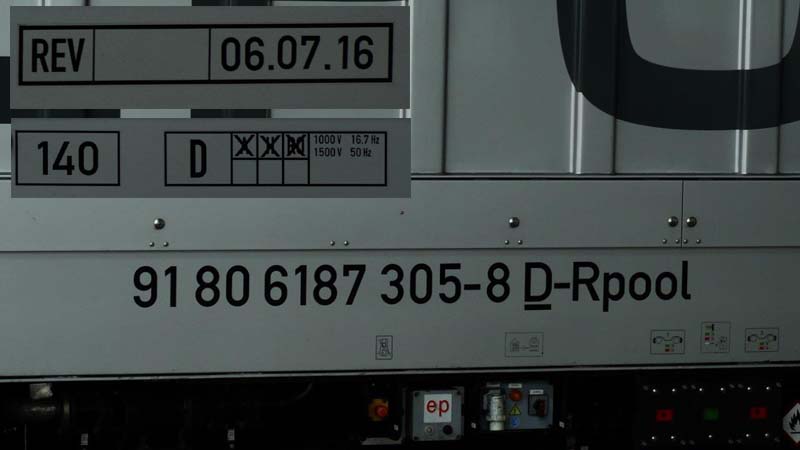 REV 06.07.16
140 D 1000 V 16,7 Hz
1500 V 50 Hz
91 80 6187 305-8 D-Rpool
ep